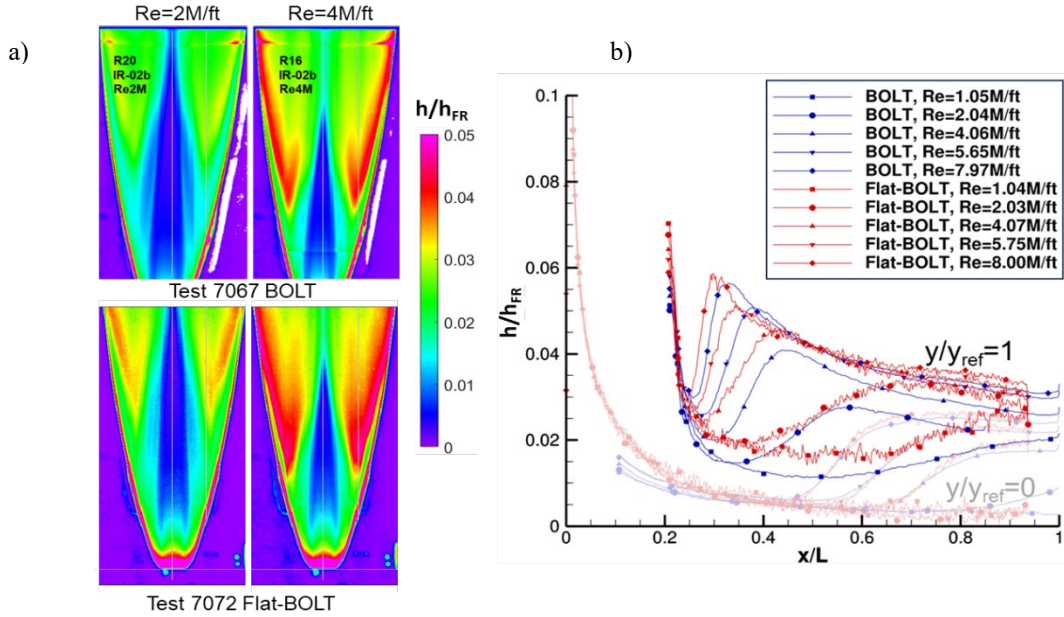 a)
Re=2M/ft
Re=4M/ft
R20
IR-02b
Re2M
R16
IR-02b
Re4M
h/hFR
0.05
0.04
0.03
0.02
0.01
0
Test 7067 BOLT
Test 7072 Flat-BOLT
b)
h/hFR
0.1
0.08
0.06
0.04
0.02
0
BOLT, Re=1.05M/ft
BOLT, Re=2.04M/ft
BOLT, Re=4.06M/ft
BOLT, Re=5.65M/ft
BOLT, Re=7.97M/ft
Flat-BOLT, Re=1.04M/ft
Flat-BOLT, Re=2.03M/ft
Flat-BOLT, Re=4.07M/ft
Flat-BOLT, Re=5.75M/ft
Flat-BOLT, Re=8.00M/ft
y/yref=1
y/yref=0
0 0.2 0.4 0.6 0.8 1
x/L